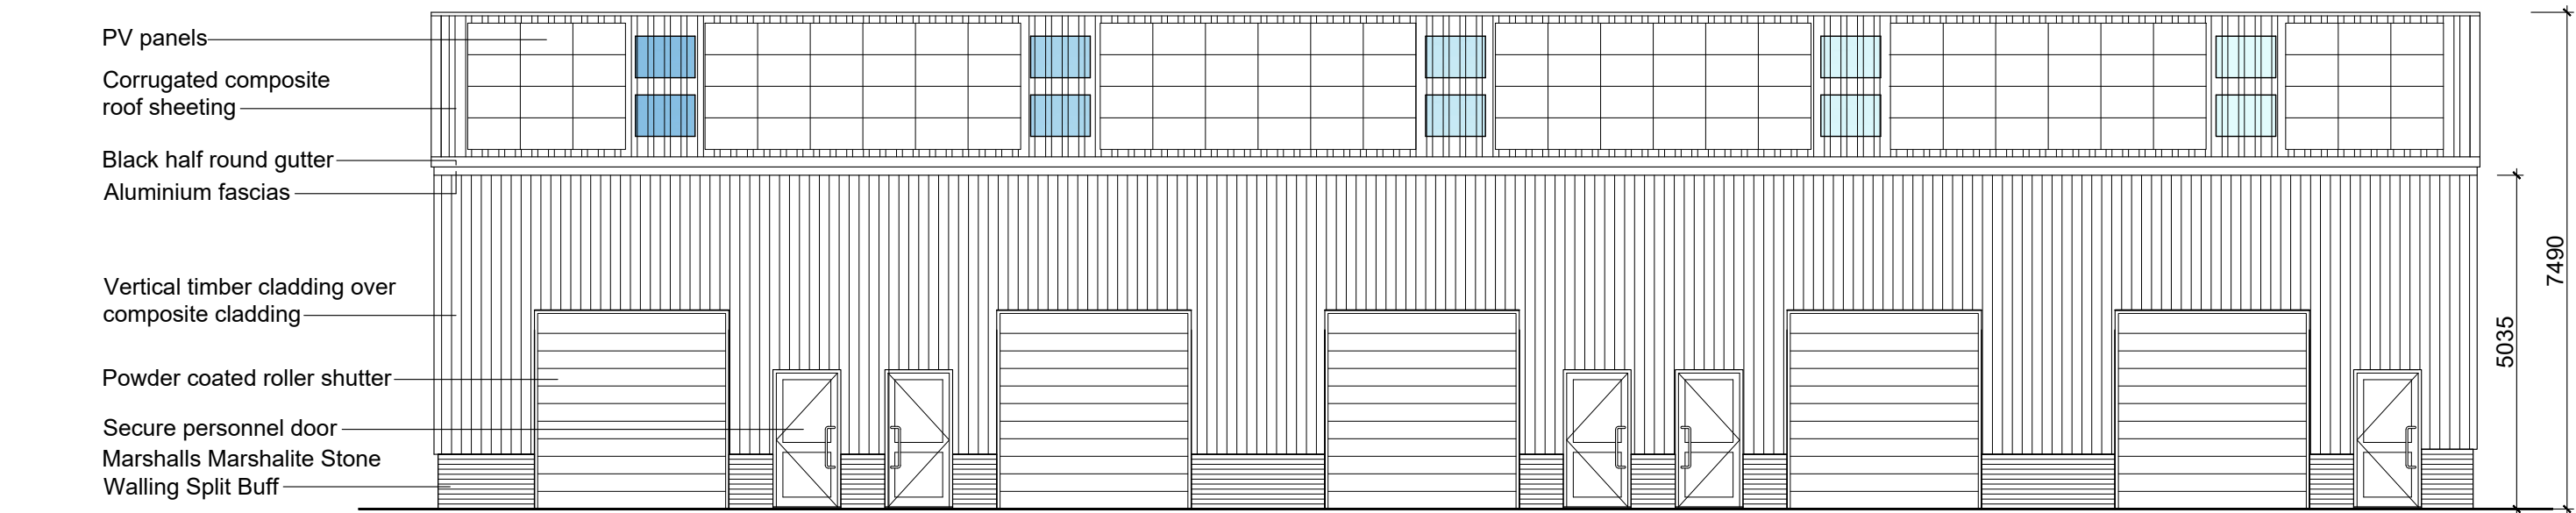 PV panels
Corrugated composite
roof sheeting
Black half round gutter
Aluminium fascias
Vertical timber cladding over
composite cladding
Powder coated roller shutter
Secure personnel door
Marshalls Marshalite Stone
Walling Split Buff
5035
7490